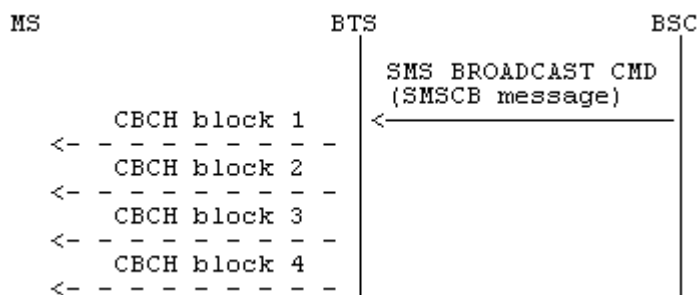 MS BTS BSC
SMS BROADCAST CMD
(SMSCB message)
CBCH block 1
CBCH block 2
CBCH block 3
CBCH block 4